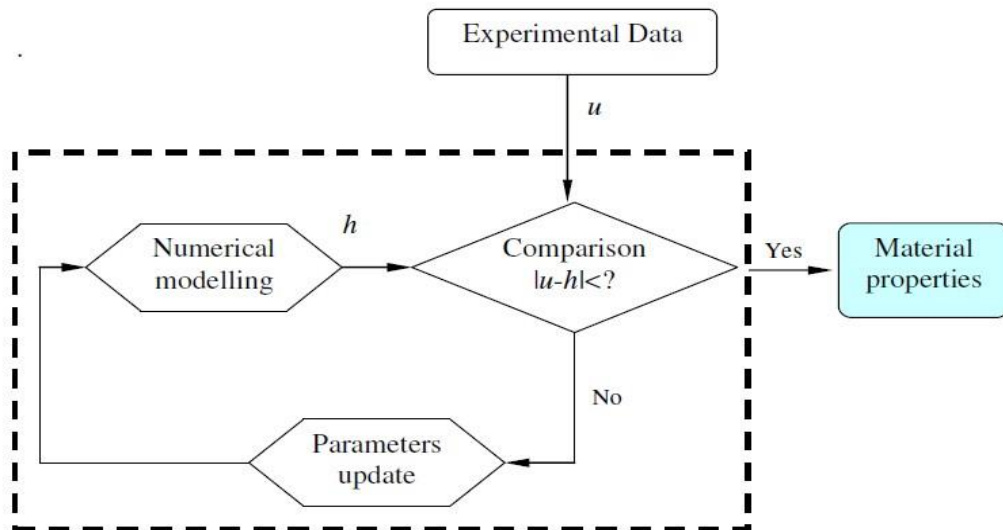 Experimental Data
u
h
Numerical
modelling
Comparison
|u-h|<?
Yes
Material
properties
No
Parameters
update